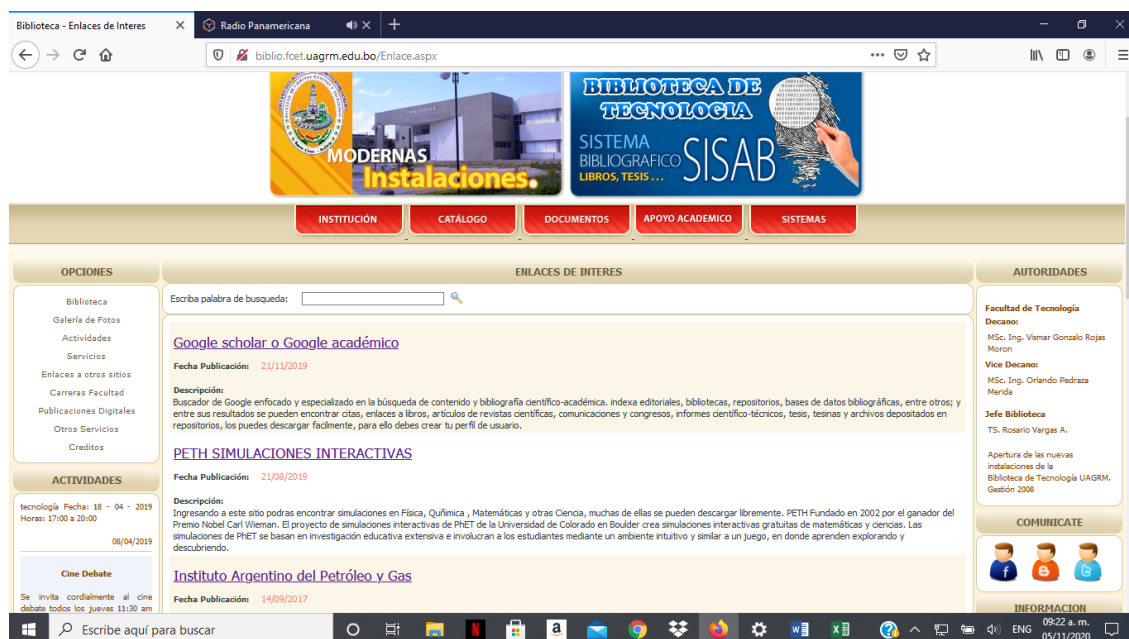 Biblioteca - Enlaces de Interes
Radio Panamericana
biblio.fcet.uagrm.edu.bo/Enlace.aspx
MODERNAS
Instalaciones.
BIBLIOTECA DE
TECNOLOGIA
SISTEMA
BIBLIOGRAFICO SISAB
LIBROS, TESIS...
INSTITUCIÓN
CATÁLOGO
DOCUMENTOS
APOYO ACADEMICO
SISTEMAS
OPCIONES
Biblioteca
Galería de Fotos
Actividades
Servicios
Enlaces a otros sitios
Carreras Facultad
Publicaciones Digitales
Otros Servicios
Creditos
ACTIVIDADES
tecnología Fecha: 18 - 04 - 2019
Horas: 17:00 a 20:00
08/04/2019
Cine Debate
Se invita cordialmente al cine
debate todos los jueves 11:30 am
ENLACES DE INTERES
Escriba palabra de busqueda:
Google scholar o Google académico
Fecha Publicación: 21/11/2019
Descripción:
Buscador de Google enfocado y especializado en la búsqueda de contenido y bibliografía científico-académica. indexa editoriales, bibliotecas, repositorios, bases de datos bibliográficas, entre otros; y
entre sus resultados se pueden encontrar citas, enlaces a libros, artículos de revistas científicas, comunicaciones y congresos, informes científico-técnicos, tesis, tesinas y archivos depositados en
repositorios, los puedes descargar facilmente, para ello debes crear tu perfil de usuario.
PETH SIMULACIONES INTERACTIVAS
Fecha Publicación: 21/08/2019
Descripción:
Ingresando a este sitio podras encontrar simulaciones en Física, Quñimica , Matemáticas y otras Ciencia, muchas de ellas se pueden descargar libremente. PETH Fundado en 2002 por el ganador del
Premio Nobel Carl Wieman. El proyecto de simulaciones interactivas de PhET de la Universidad de Colorado en Boulder crea simulaciones interactivas gratuitas de matemáticas y ciencias. Las
simulaciones de PhET se basan en investigación educativa extensiva e involucran a los estudiantes mediante un ambiente intuitivo y similar a un juego, en donde aprenden explorando y
descubriendo.
Instituto Argentino del Petróleo y Gas
Fecha Publicación: 14/09/2017
AUTORIDADES
Facultad de Tecnología
Decano:
MSc. Ing. Vismar Gonzalo Rojas
Moron
Vice Decano:
MSc. Ing. Orlando Pedraza
Merida
Jefe Biblioteca
TS. Rosario Vargas A.
Apertura de las nuevas
instalaciones de la
Biblioteca de Tecnología UAGRM.
Gestión 2008
COMUNICATE
INFORMACION
Escribe aquí para buscar
ENG
09:22 a. m.
05/11/2020